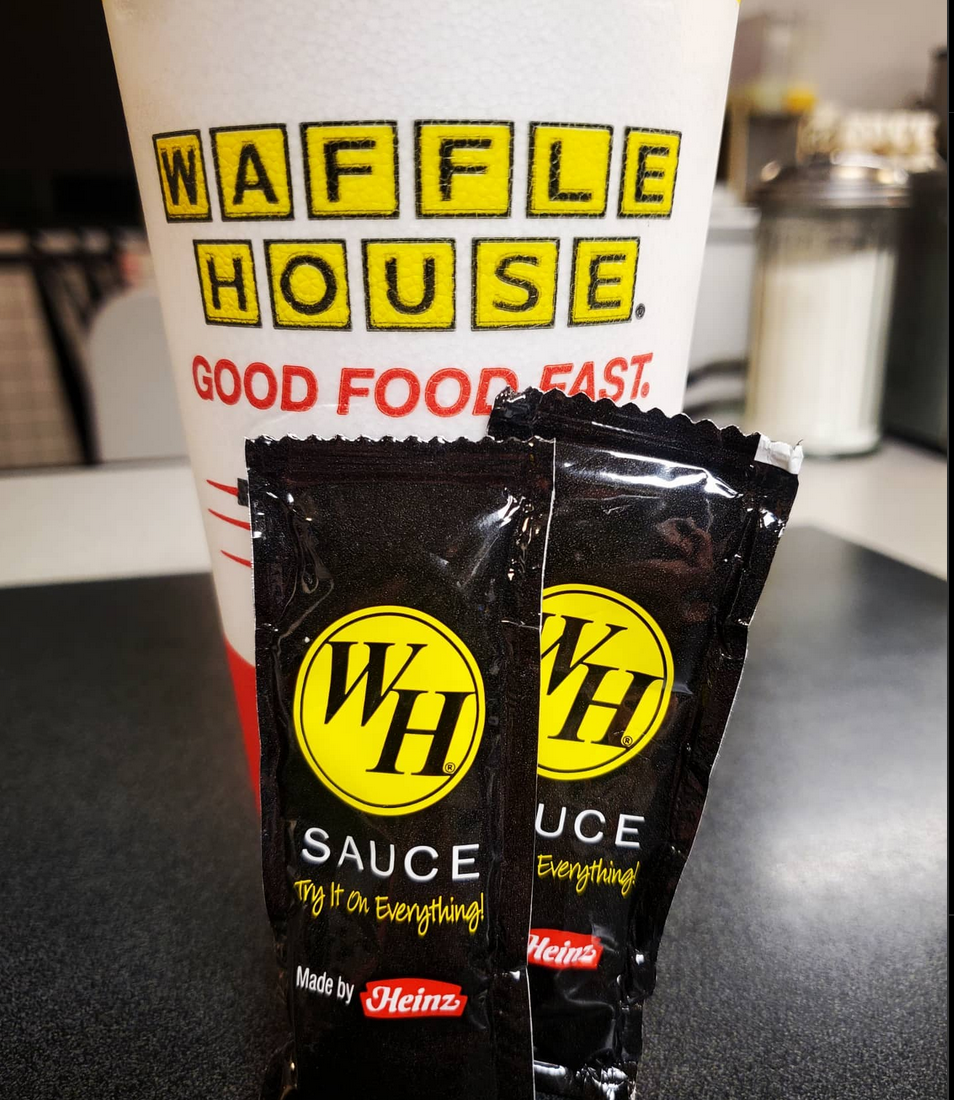 WAFFLE
HOUSE®
GOOD FOOD FAST.
WH®
SAUCE
Try It On Everything!
Made by Heinz
WH®
UCE
Everything!
Heinz